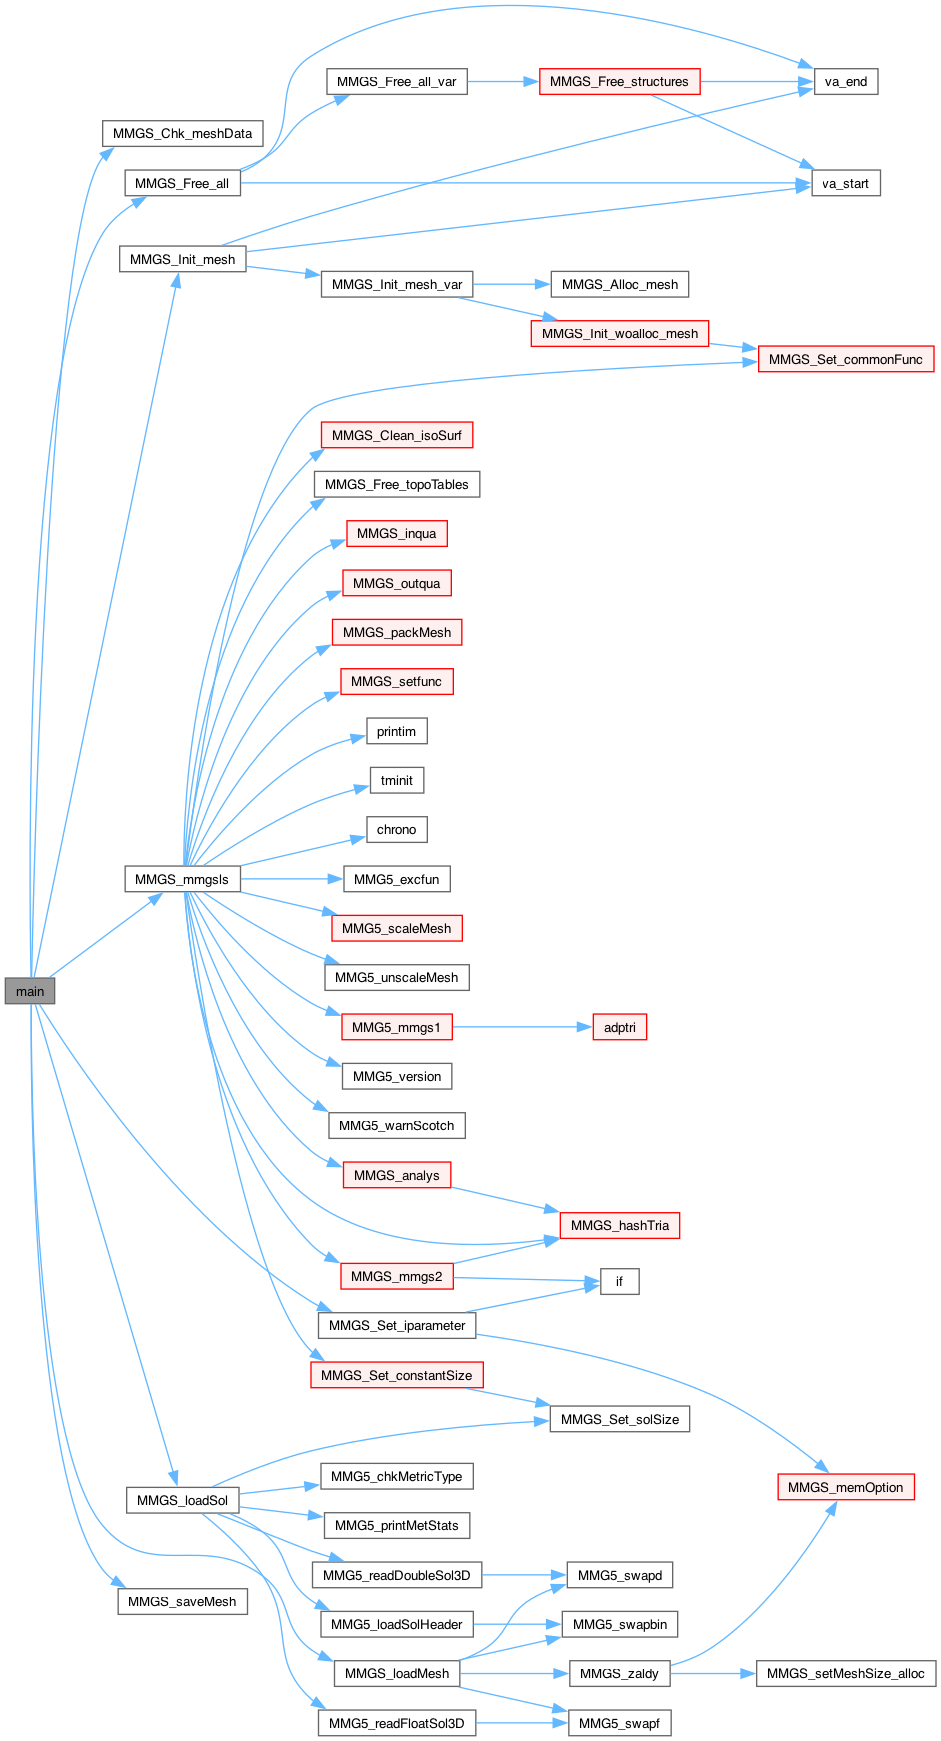 MMGS_Free_all_var
MMGS_Free_structures
va_end
MMGS_Chk_meshData
MMGS_Free_all
va_start
MMGS_Init_mesh
MMGS_Init_mesh_var
MMGS_Alloc_mesh
MMGS_Init_woalloc_mesh
MMGS_Set_commonFunc
MMGS_Clean_isoSurf
MMGS_Free_topoTables
MMGS_inqua
MMGS_outqua
MMGS_packMesh
MMGS_setfunc
printim
tminit
chrono
MMGS_mmgsls
MMG5_excfun
MMG5_scaleMesh
MMG5_unscaleMesh
main
MMG5_mmgs1
adptri
MMG5_version
MMG5_warnScotch
MMGS_analys
MMGS_hashTria
MMGS_mmgs2
if
MMGS_Set_iparameter
MMGS_Set_constantSize
MMGS_Set_solSize
MMG5_chkMetricType
MMGS_memOption
MMGS_loadSol
MMG5_printMetStats
MMG5_readDoubleSol3D
MMG5_swapd
MMGS_saveMesh
MMG5_loadSolHeader
MMG5_swapbin
MMGS_loadMesh
MMGS_zaldy
MMGS_setMeshSize_alloc
MMG5_readFloatSol3D
MMG5_swapf